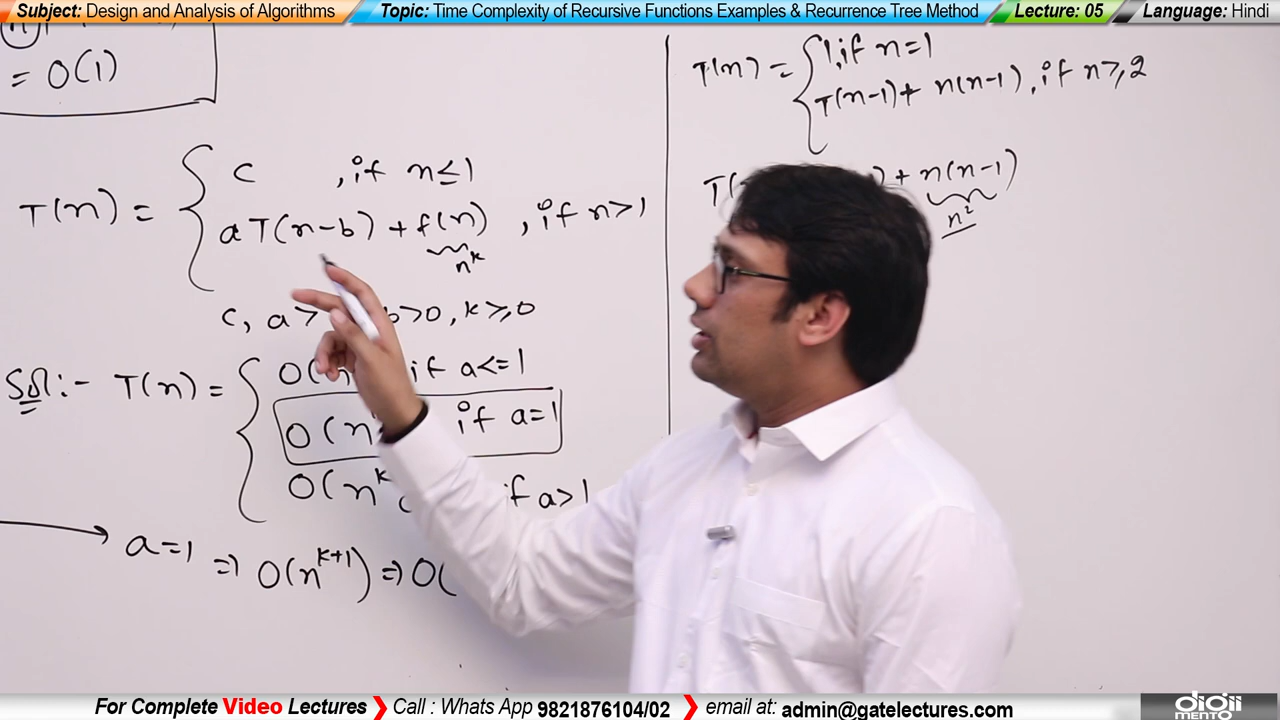 Subject: Design and Analysis of Algorithms Topic: Time Complexity of Recursive Functions Examples & Recurrence Tree Method Lecture: 05 Language: Hindi
= O(1)
T(n) = { c , if n≤1
aT(n-b) + f(n) , if n>1
n^k
c, a> b>0, k≥0
Sol:- T(n) = { O(n if a<=1
O(n if a=1
O(n^k if a>1
a=1 => O(n^k+1) => O(
T(n) = { 1, if n=1
T(n-1)+ n(n-1), if n≥2
T( + n(n-1)
n²
For Complete Video Lectures ❯ Call : Whats App 9821876104/02 ❯ email at: admin@gatelectures.com
digii
MENTO